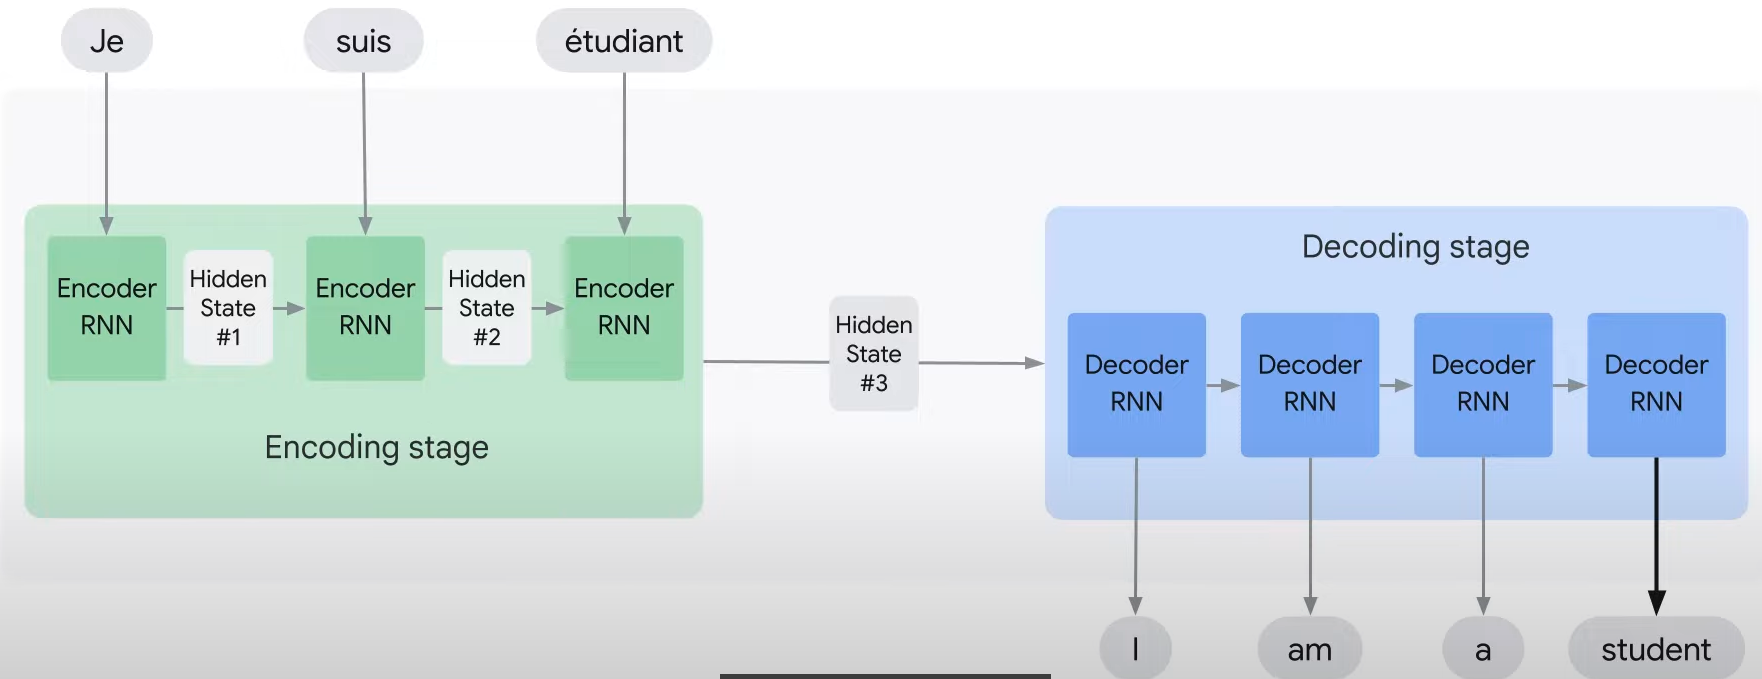 Je
suis
étudiant
Encoder
RNN
Hidden
State
#1
Encoder
RNN
Hidden
State
#2
Encoder
RNN
Encoding stage
Hidden
State
#3
Decoding stage
Decoder
RNN
Decoder
RNN
Decoder
RNN
Decoder
RNN
I
am
a
student